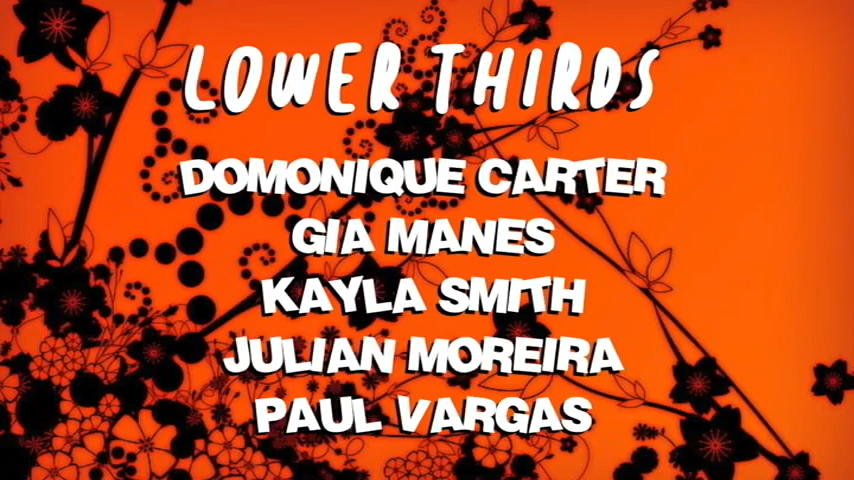 LOWER THIRDS
DOMONIQUE CARTER
GIA MANES
KAYLA SMITH
JULIAN MOREIRA
PAUL VARGAS